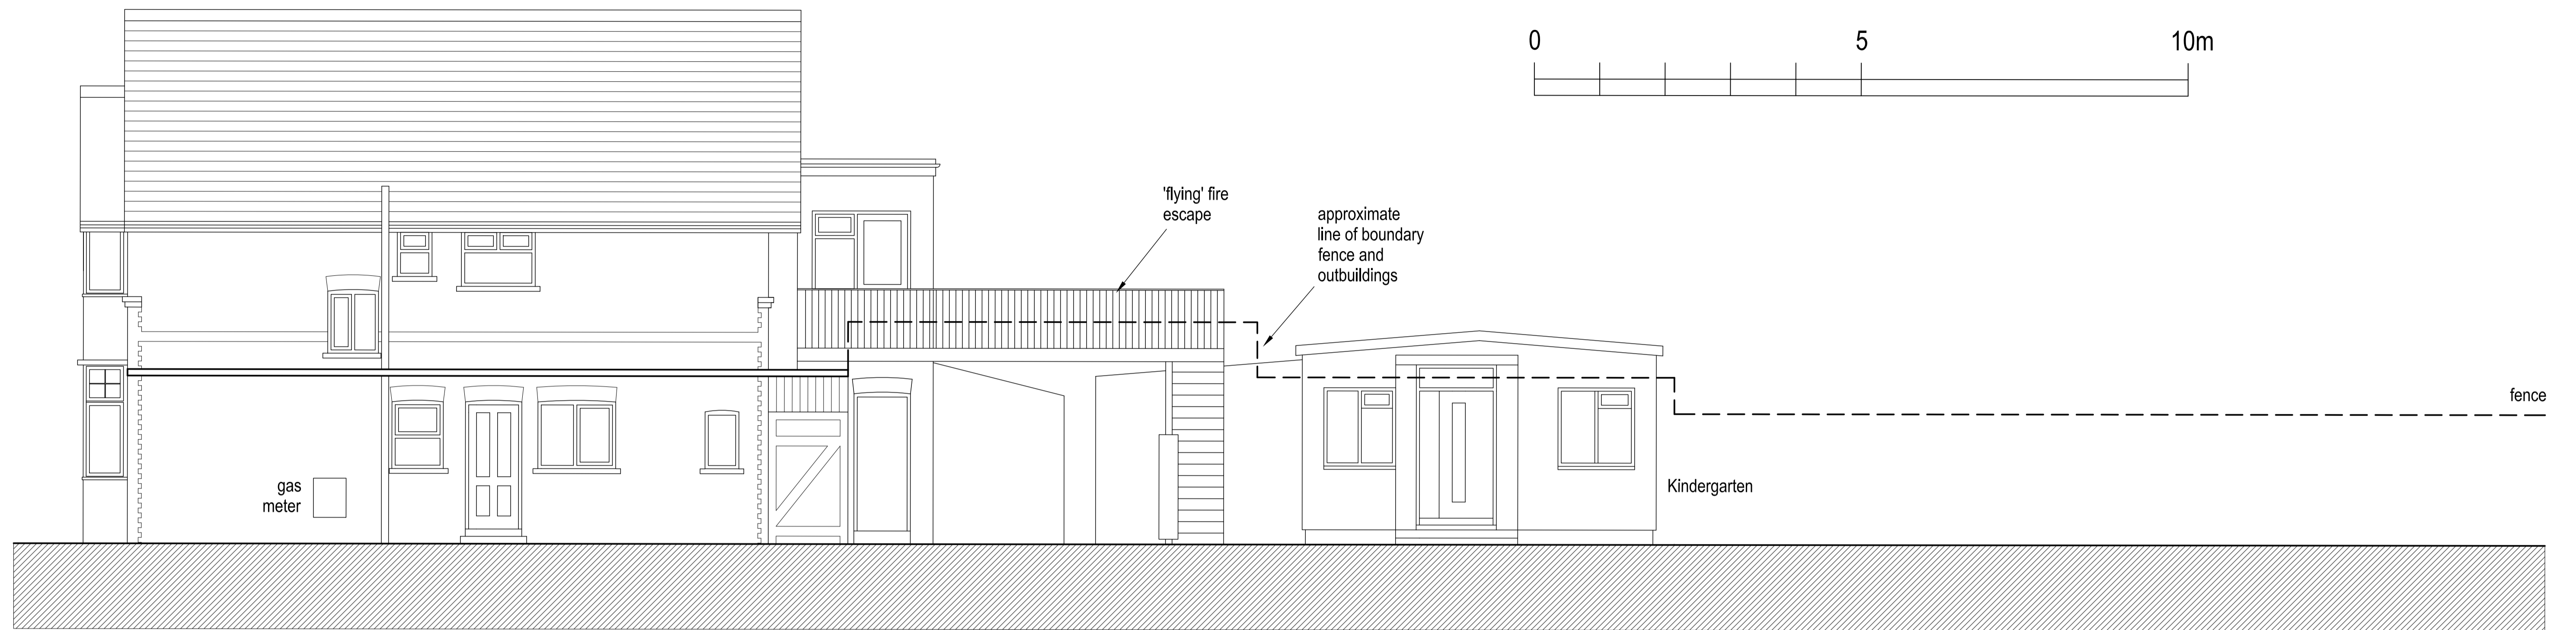 0 5 10m
'flying' fire
escape
approximate
line of boundary
fence and
outbuildings
fence
gas
meter
Kindergarten